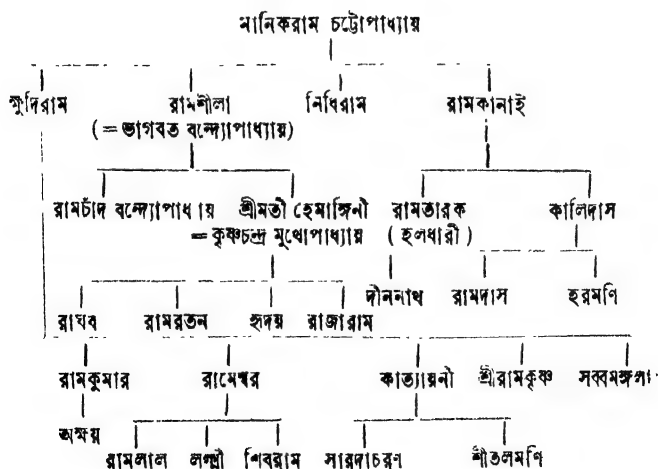 মানিকরাম চট্টোপাধ্যায়
ক্ষুদিরাম রামশীলা নিধিরাম রামকানাই
(= ভাগবত বন্দ্যোপাধ্যায়)
রামচাঁদ বন্দ্যোপাধ্যায় শ্রীমতী হেমাঙ্গিনী রামতারক কালিদাস
= কৃষ্ণচন্দ্র মুখোপাধ্যায় ( হলধারী )
দীননাথ রামদাস হরমণি
রাঘব রামরতন হৃদয় রাজারাম
রামকুমার রামেশ্বর কাত্যায়নী শ্রীরামকৃষ্ণ সর্ব্বমঙ্গলা
অক্ষয়
রামলাল লক্ষ্মী শিবরাম সারদাচরণ শীতলমণি